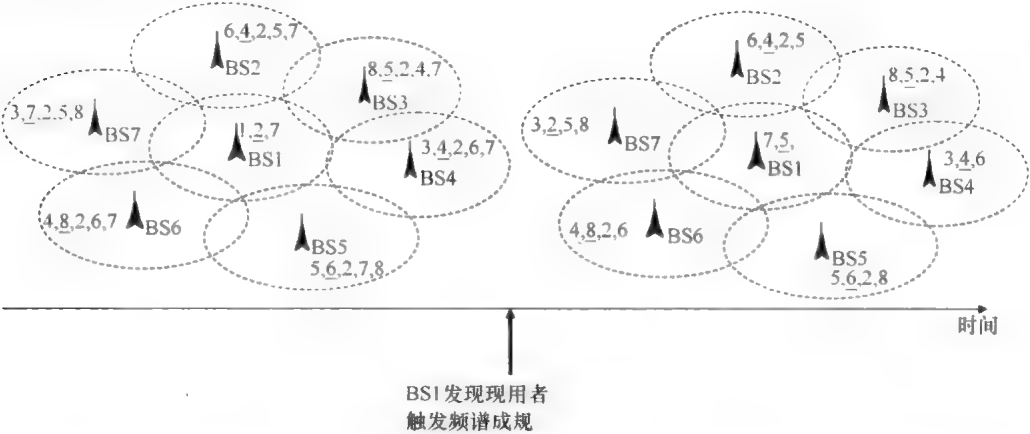 6,4,2,5,7
BS2
8,5,2,4,7
BS3
3,7,2,5,8
BS7
1,2,7
BS1
3,4,2,6,7
BS4
4,8,2,6,7
BS6
BS5
5,6,2,7,8
6,4,2,5
BS2
8,5,2,4
BS3
3,2,5,8
BS7
7,5,
BS1
3,4,6
BS4
4,8,2,6
BS6
BS5
5,6,2,8
时间
BS1发现现用者
触发频谱成规